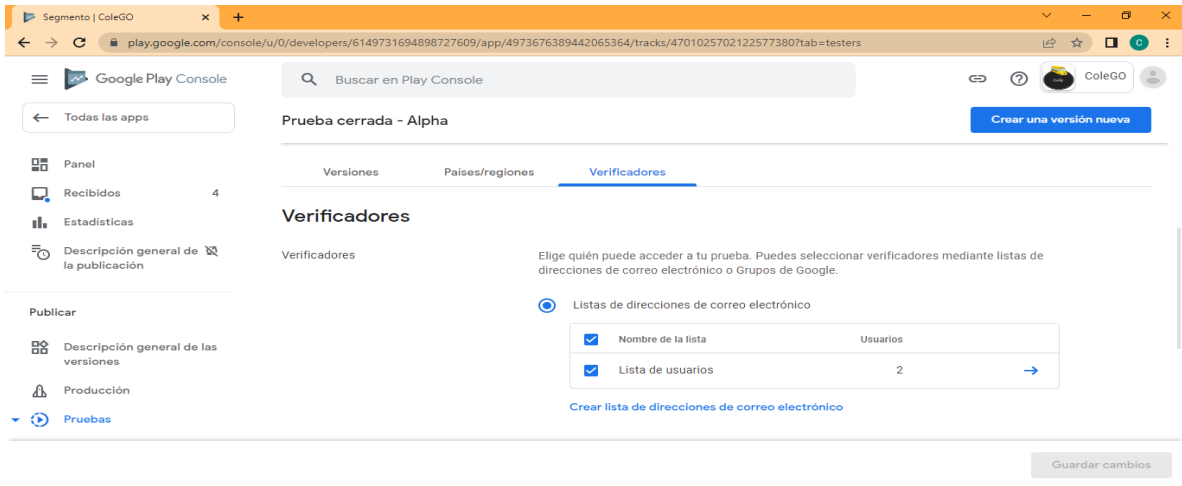 Segmento | ColeGO
play.google.com/console/u/0/developers/6149731694898727609/app/4973676389442065364/tracks/4701025702122577380?tab=testers
C
Google Play Console
Buscar en Play Console
ColeGO
Todas las apps
Prueba cerrada - Alpha
Crear una versión nueva
Panel
Recibidos 4
Estadísticas
Descripción general de
la publicación
Publicar
Descripción general de las
versiones
Producción
Pruebas
Versiones Países/regiones Verificadores
Verificadores
Verificadores
Elige quién puede acceder a tu prueba. Puedes seleccionar verificadores mediante listas de
direcciones de correo electrónico o Grupos de Google.
Listas de direcciones de correo electrónico
Nombre de la lista Usuarios
Lista de usuarios 2
Crear lista de direcciones de correo electrónico
Guardar cambios